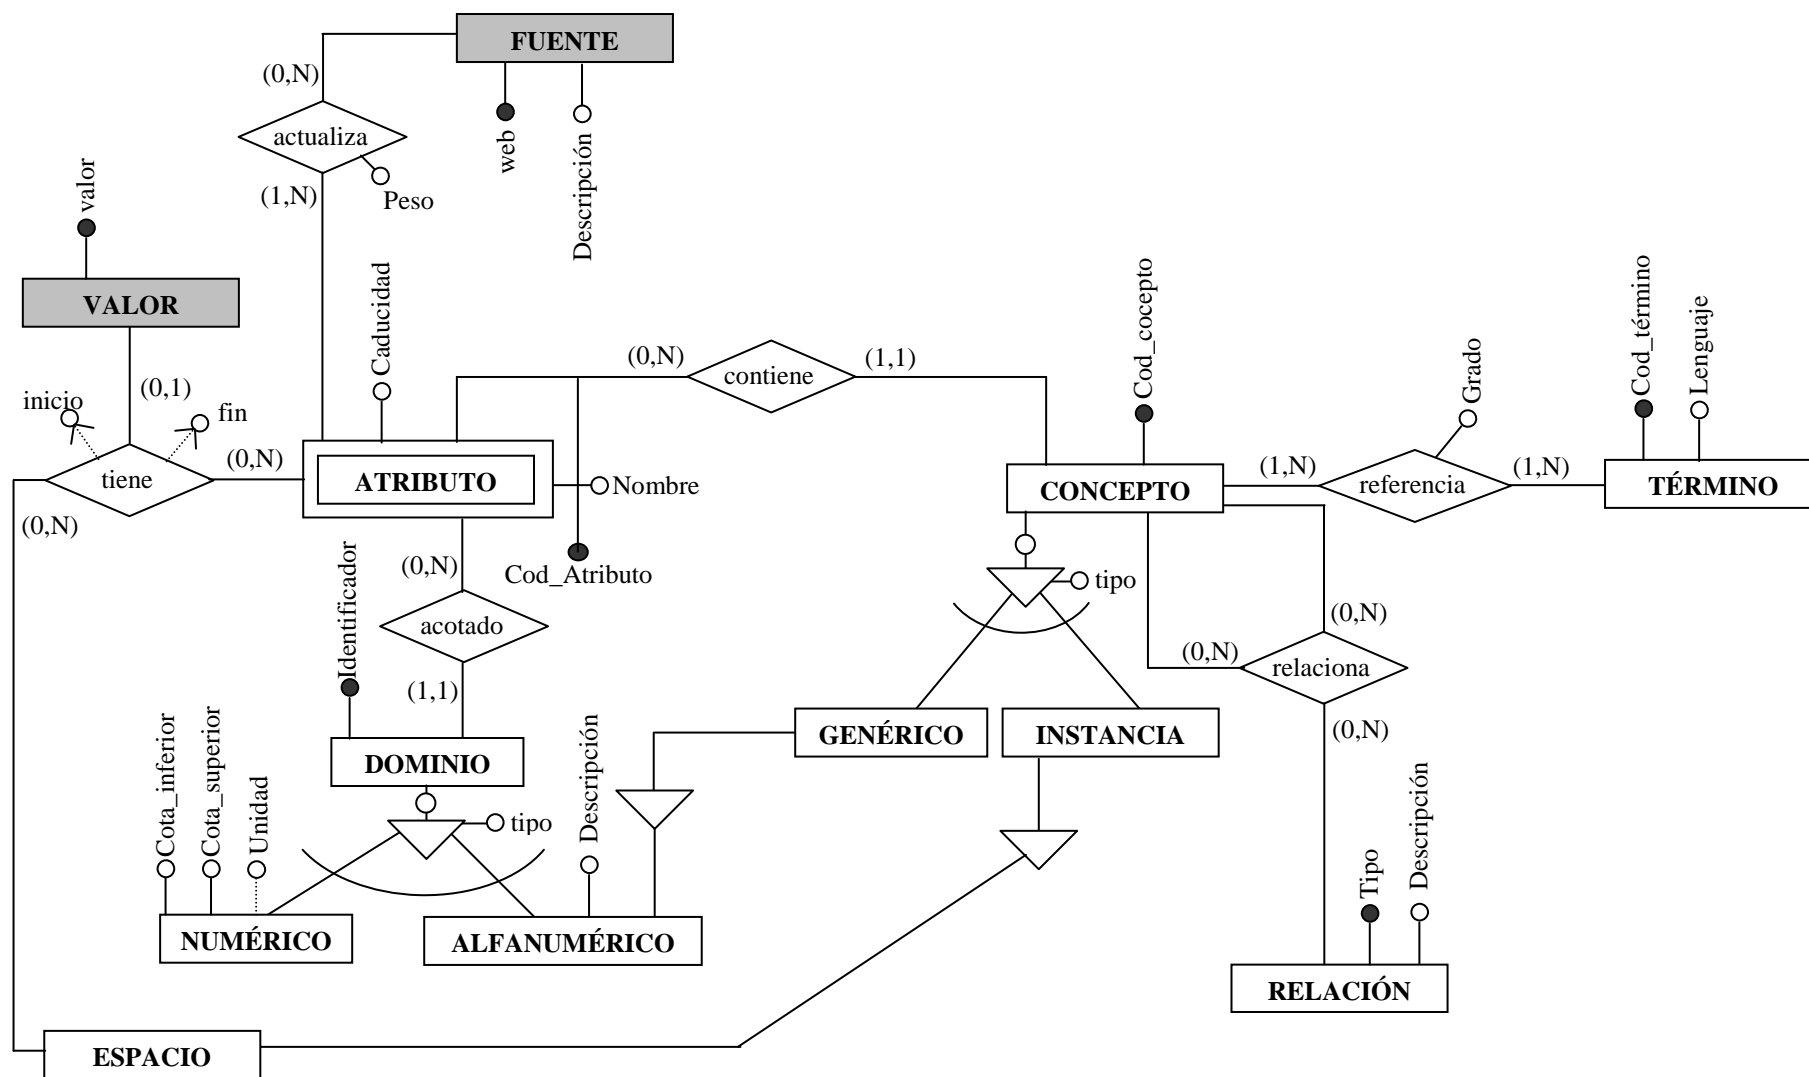 FUENTE
(0,N)
actualiza
web
Descripción
valor
(1,N)
Peso
VALOR
Caducidad
Cod_cocepto
Cod_término
Lenguaje
(0,N)
contiene
(1,1)
Grado
inicio
(0,1)
fin
tiene
(0,N)
ATRIBUTO
Nombre
CONCEPTO
(1,N)
referencia
(1,N)
TÉRMINO
(0,N)
Identificador
(0,N)
Cod_Atributo
tipo
acotado
(0,N)
(0,N)
relaciona
(1,1)
GENÉRICO
INSTANCIA
(0,N)
DOMINIO
Cota_inferior
Cota_superior
Unidad
tipo
Descripción
Tipo
Descripción
NUMÉRICO
ALFANUMÉRICO
RELACIÓN
ESPACIO